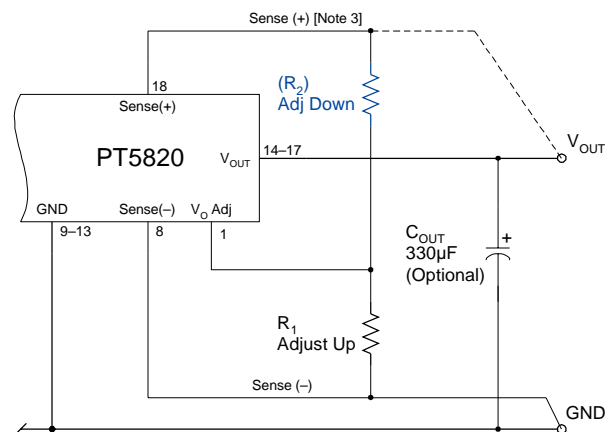 Sense (+) [Note 3]
18
(R2)
Adj Down
Sense(+)
PT5820
VOUT
14–17
VOUT
GND
Sense(–)
VO Adj
9–13
8
1
COUT
330µF
(Optional)
+
R1
Adjust Up
Sense (–)
GND